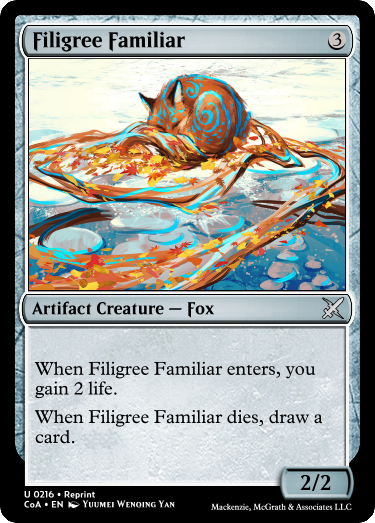 Filigree Familiar 3
Artifact Creature — Fox
When Filigree Familiar enters, you
gain 2 life.
When Filigree Familiar dies, draw a
card.
2/2
U 0216 • Reprint
CoA • EN Yuumei Wenqing Yan
Mackenzie, McGrath & Associates LLC